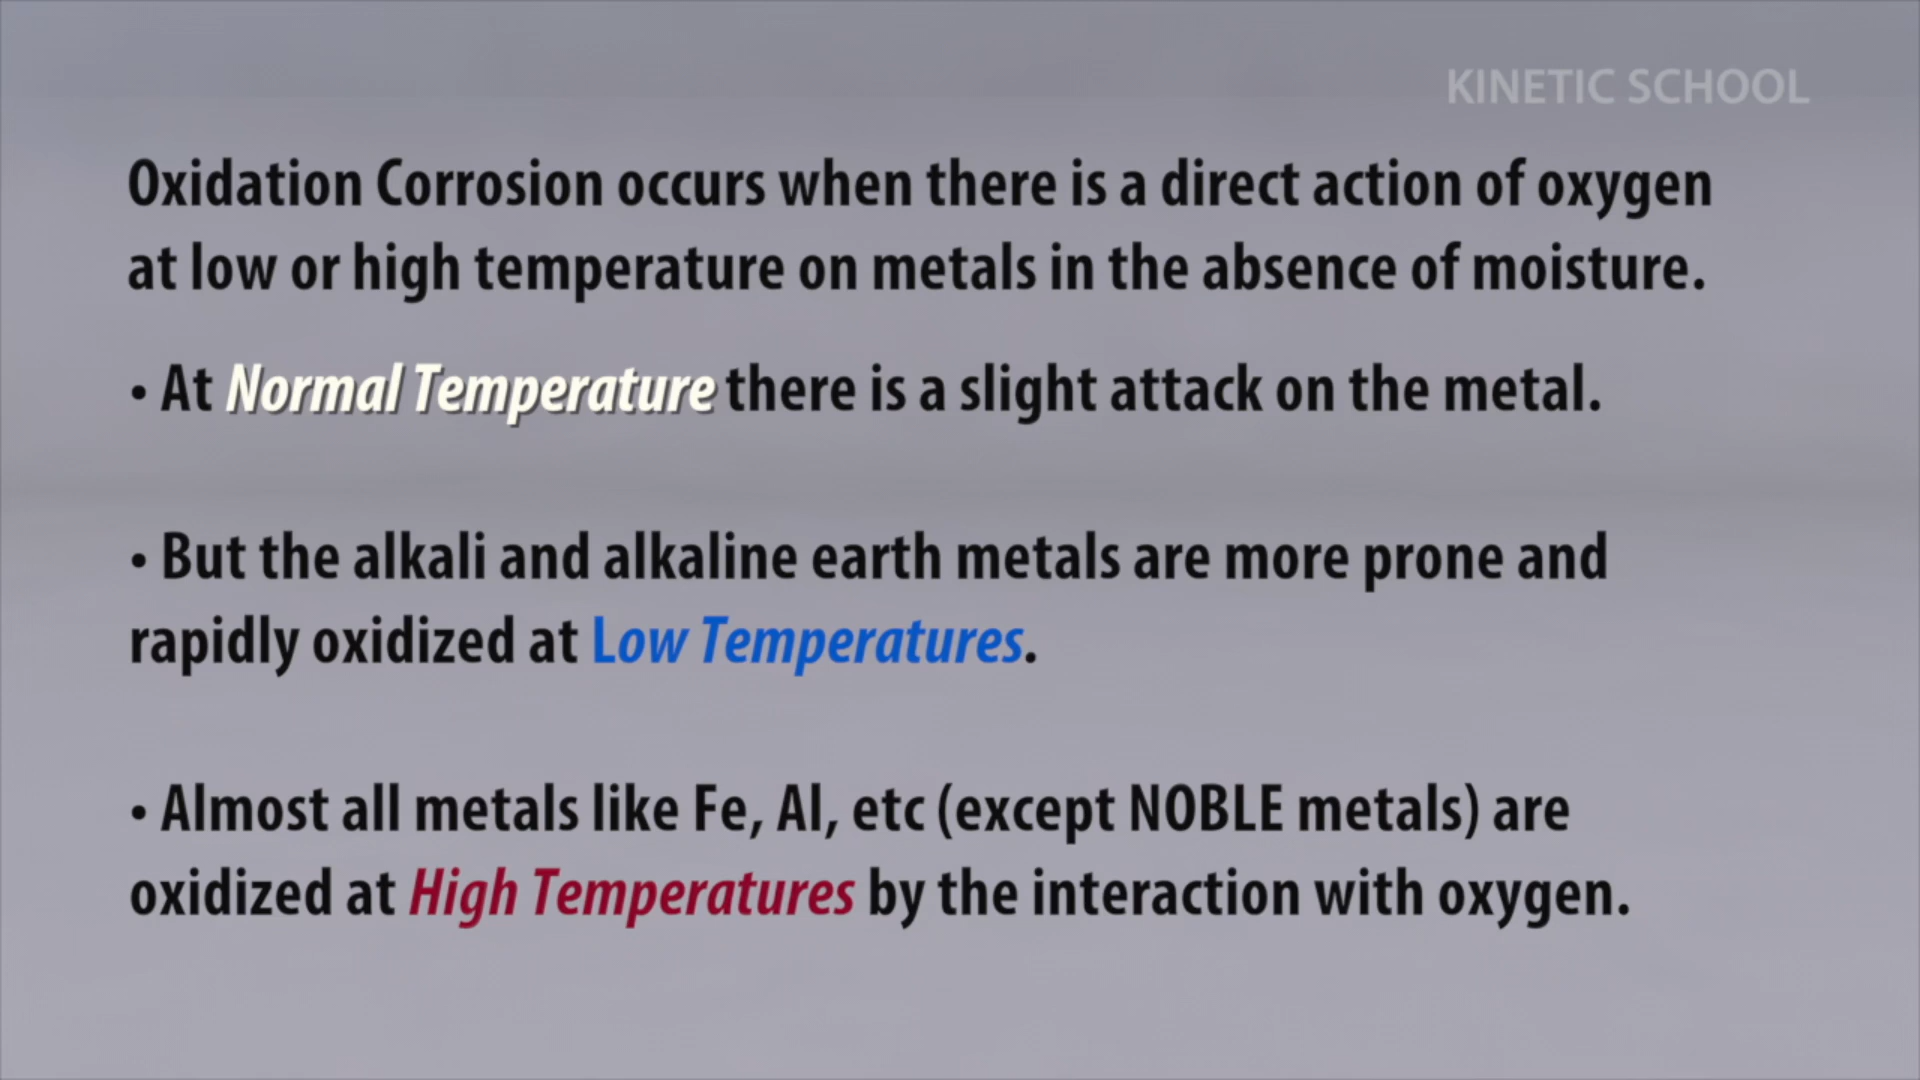 KINETIC SCHOOL
Oxidation Corrosion occurs when there is a direct action of oxygen
at low or high temperature on metals in the absence of moisture.
• At Normal Temperature there is a slight attack on the metal.
• But the alkali and alkaline earth metals are more prone and
rapidly oxidized at Low Temperatures.
• Almost all metals like Fe, Al, etc (except NOBLE metals) are
oxidized at High Temperatures by the interaction with oxygen.